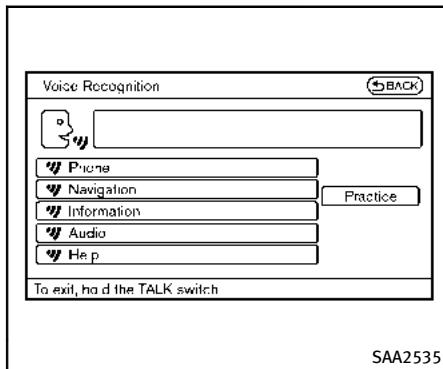 Voice Recognition
BACK
Phone
Navigation
Practice
Information
Audio
Help
To exit, hold the TALK switch
SAA2535